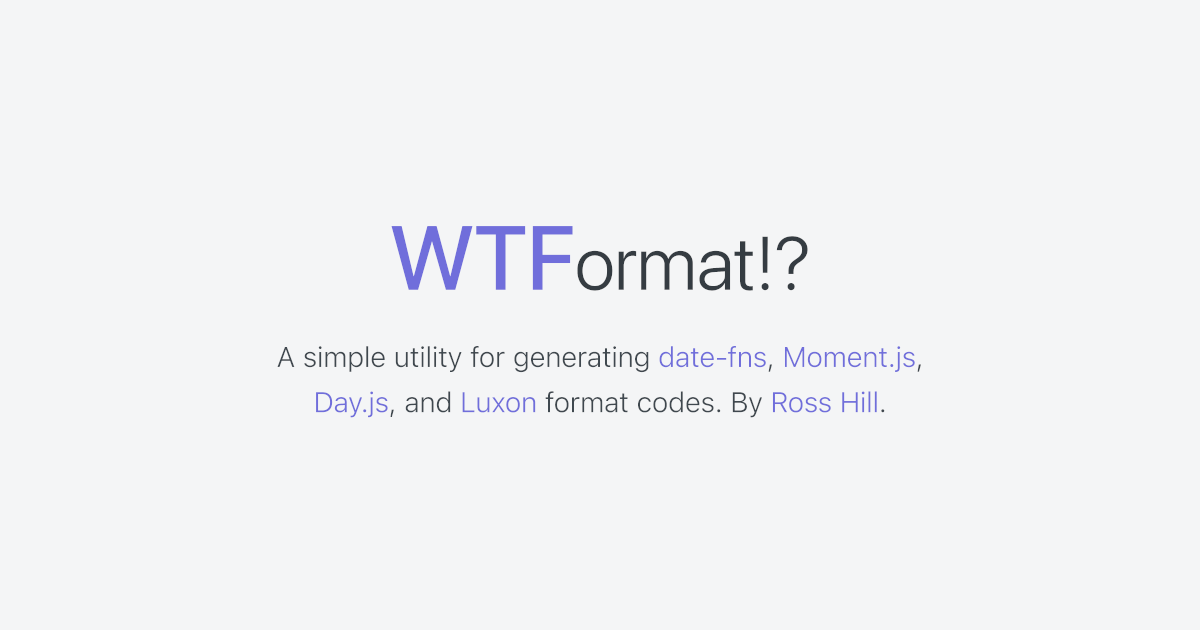 WTFormat!?
A simple utility for generating date-fns, Moment.js,
Day.js, and Luxon format codes. By Ross Hill.